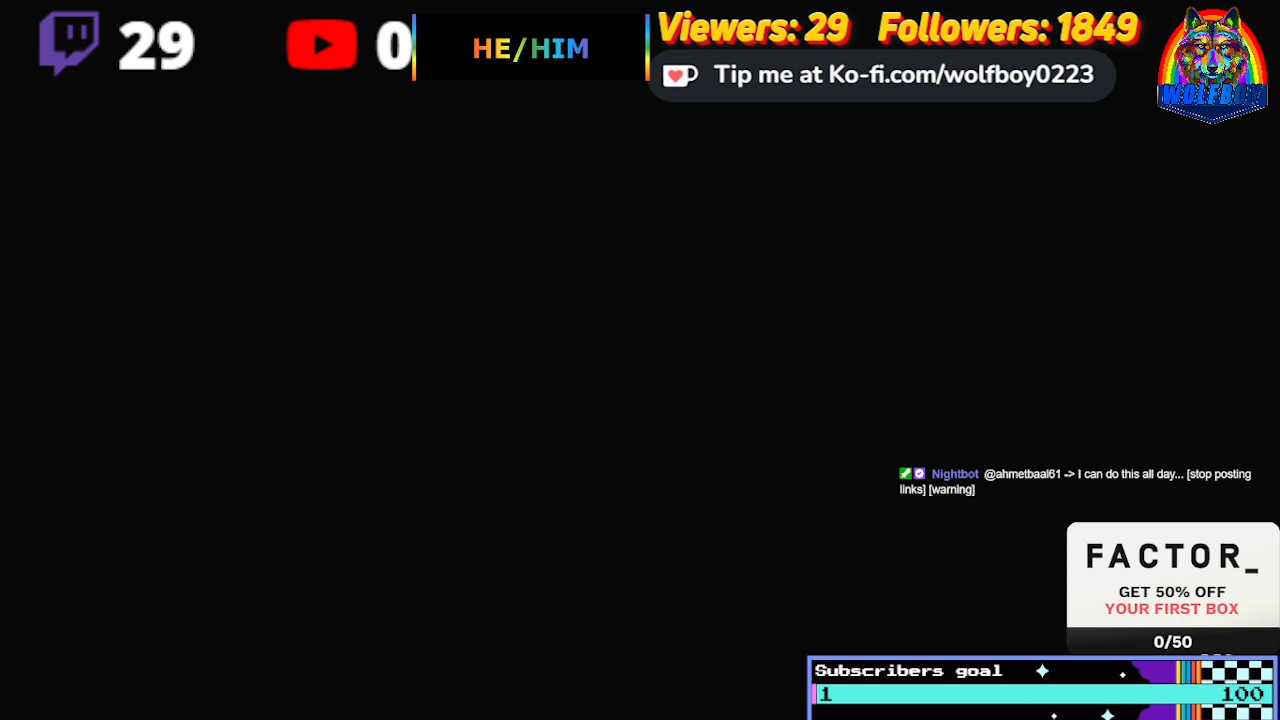 29
0
HE/HIM
Viewers: 29 Followers: 1849
Tip me at Ko-fi.com/wolfboy0223
WOLFBOY
Nightbot @ahmetbaal61 -> I can do this all day... [stop posting
links] [warning]
FACTOR_
GET 50% OFF
YOUR FIRST BOX
0/50
Subscribers goal
1 100